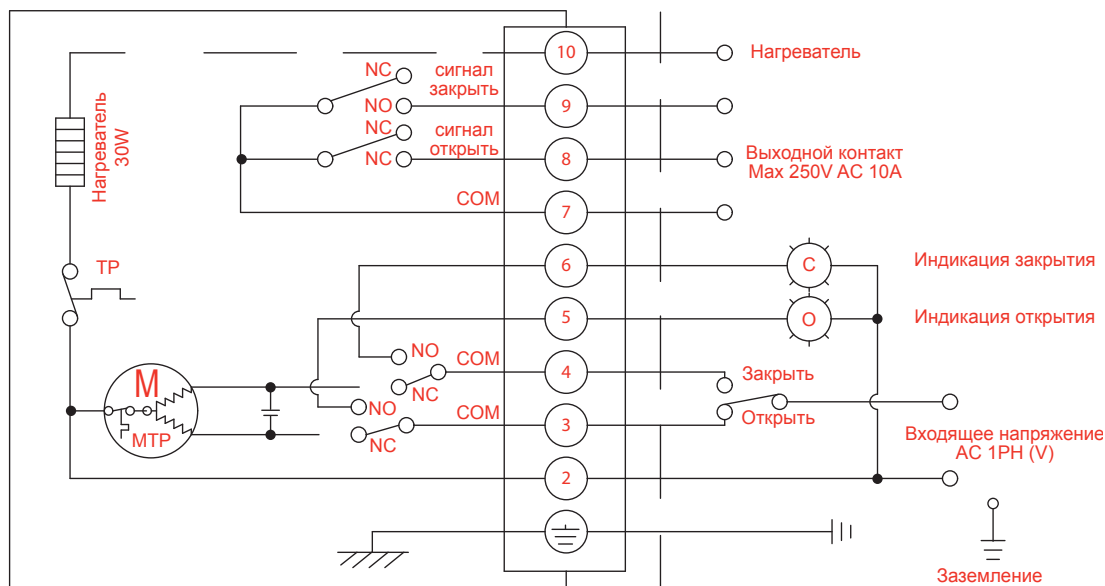 10
Нагреватель
NC
сигнал
закрыть
NO
9
Нагреватель
30W
NC
сигнал
открыть
NC
8
Выходной контакт
Max 250V AC 10A
COM
7
TP
6
C
Индикация закрытия
5
O
Индикация открытия
NO
COM
4
Закрыть
M
NC
NO
COM
3
Открыть
MTP
NC
Входящее напряжение
AC 1PH (V)
2
Заземление